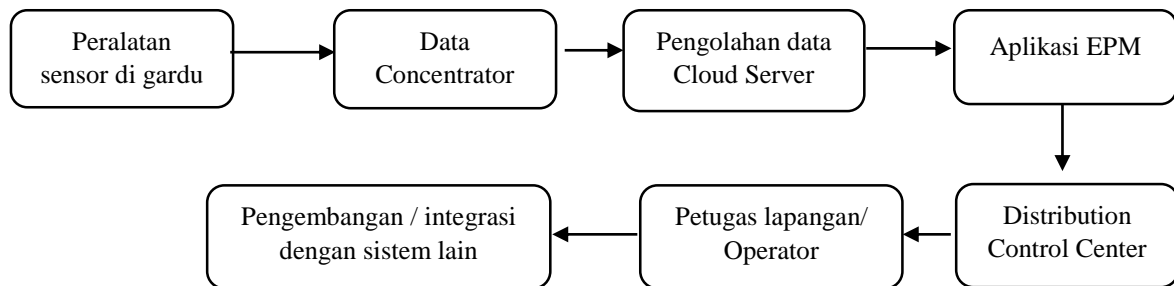 Peralatan
sensor di gardu
Data
Concentrator
Pengolahan data
Cloud Server
Aplikasi EPM
Distribution
Control Center
Petugas lapangan/
Operator
Pengembangan / integrasi
dengan sistem lain